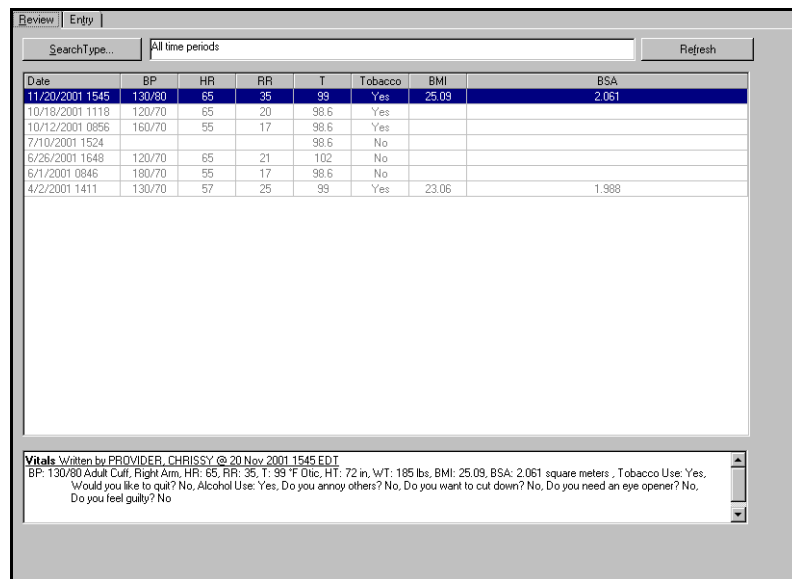 Review Entry
SearchType... All time periods Refresh
Date BP HR RR T Tobacco BMI BSA
11/20/2001 1545 130/80 65 35 99 Yes 25.09 2.061
10/18/2001 1118 120/70 65 20 98.6 Yes
10/12/2001 0856 160/70 55 17 98.6 Yes
7/10/2001 1524 98.6 No
6/26/2001 1648 120/70 65 21 102 No
6/1/2001 0846 180/70 55 17 98.6 No
4/2/2001 1411 130/70 57 25 99 Yes 23.06 1.988
Vitals Written by PROVIDER, CHRISSY @ 20 Nov 2001 1545 EDT
BP: 130/80 Adult Cuff, Right Arm, HR: 65, RR: 35, T: 99 °F Otic, HT: 72 in, WT: 185 lbs, BMI: 25.09, BSA: 2.061 square meters , Tobacco Use: Yes,
Would you like to quit? No, Alcohol Use: Yes, Do you annoy others? No, Do you want to cut down? No, Do you need an eye opener? No,
Do you feel guilty? No